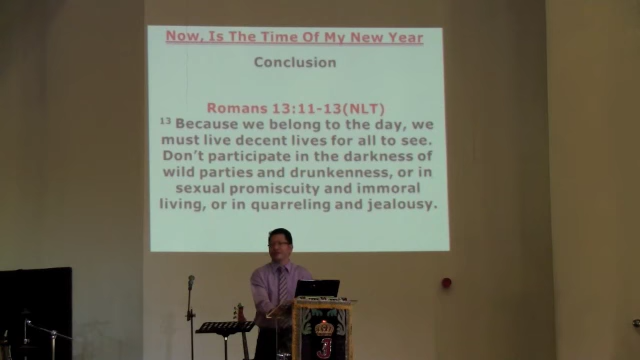 Now, Is The Time Of My New Year
Conclusion
Romans 13:11-13(NLT)
13 Because we belong to the day, we
must live decent lives for all to see.
Don't participate in the darkness of
wild parties and drunkenness, or in
sexual promiscuity and immoral
living, or in quarreling and jealousy.
J